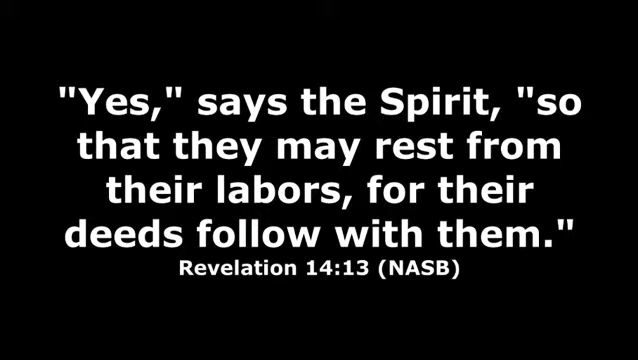 "Yes," says the Spirit, "so
that they may rest from
their labors, for their
deeds follow with them."
Revelation 14:13 (NASB)